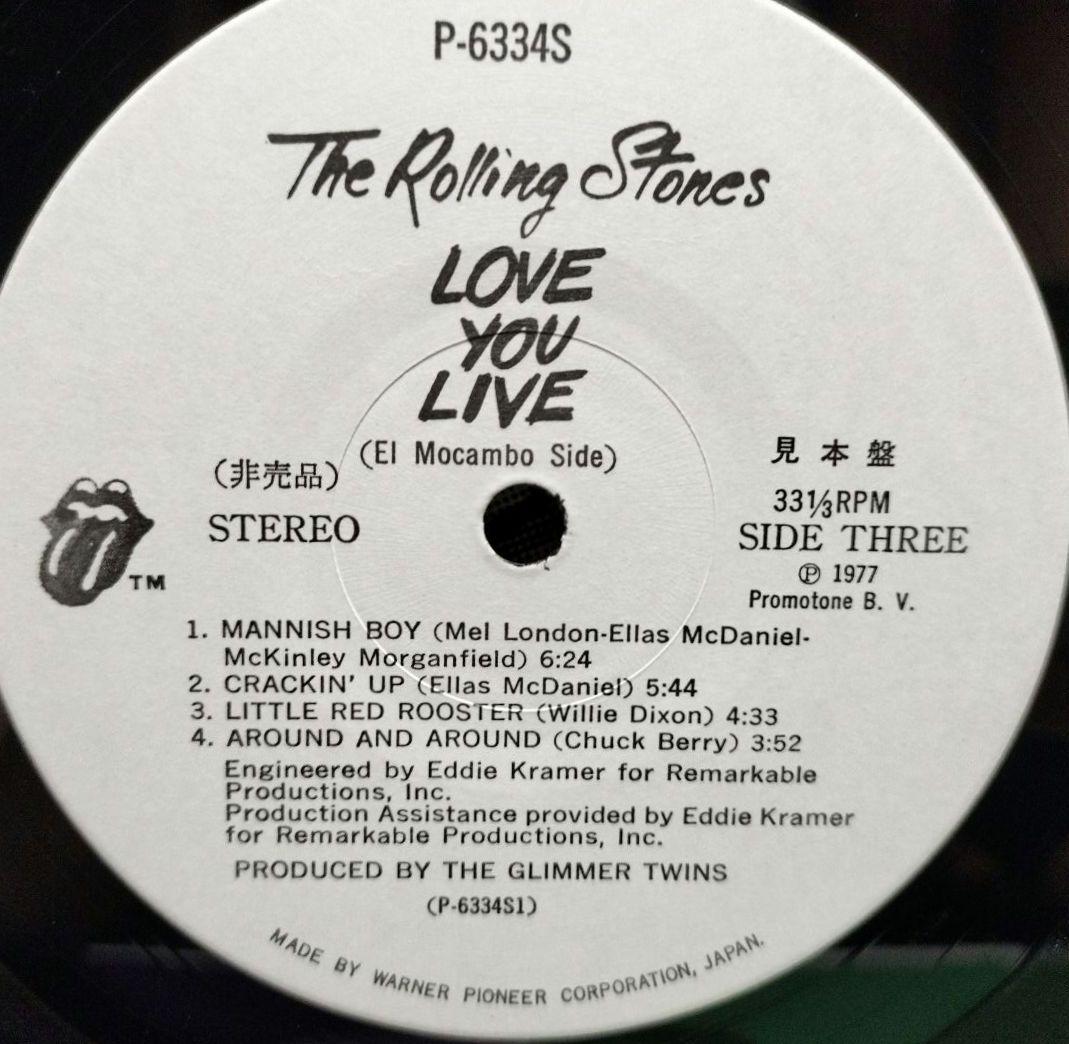 P-6334S
The Rolling Stones
LOVE
YOU
LIVE
(El Mocambo Side)
(非売品)
STEREO
見本盤
33 1/3 RPM
SIDE THREE
℗ 1977
Promotone B. V.
TM
1. MANNISH BOY (Mel London-Ellas McDaniel-
McKinley Morganfield) 6:24
2. CRACKIN' UP (Ellas McDaniel) 5:44
3. LITTLE RED ROOSTER (Willie Dixon) 4:33
4. AROUND AND AROUND (Chuck Berry) 3:52
Engineered by Eddie Kramer for Remarkable
Productions, Inc.
Production Assistance provided by Eddie Kramer
for Remarkable Productions, Inc.
PRODUCED BY THE GLIMMER TWINS
(P-6334S1)
MADE BY WARNER PIONEER CORPORATION, JAPAN.